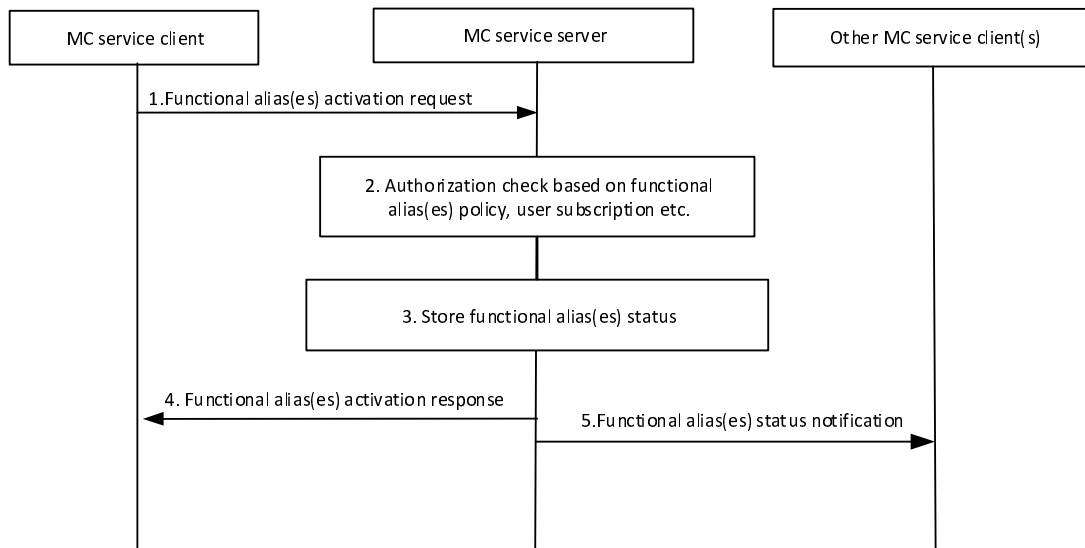 MC service client
MC service server
Other MC service client(s)
1.Functional alias(es) activation request
2. Authorization check based on functional
alias(es) policy, user subscription etc.
3. Store functional alias(es) status
4. Functional alias(es) activation response
5.Functional alias(es) status notification